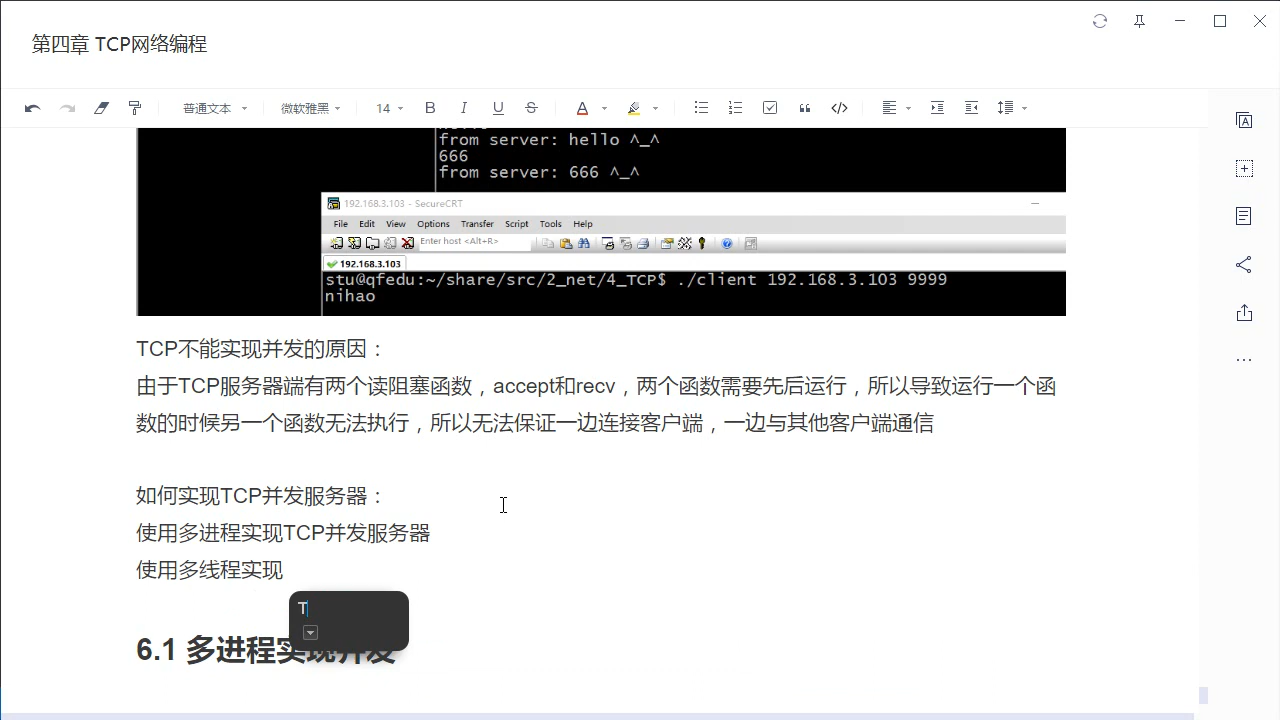 第四章 TCP网络编程
普通文本
微软雅黑
14
from server: hello ^_^
666
from server: 666 ^_^
192.168.3.103 - SecureCRT
File Edit View Options Transfer Script Tools Help
Enter host <Alt+R>
192.168.3.103
stu@qfedu:~/share/src/2_net/4_TCP$ ./client 192.168.3.103 9999
nihao
TCP不能实现并发的原因：
由于TCP服务器端有两个读阻塞函数，accept和recv，两个函数需要先后运行，所以导致运行一个函
数的时候另一个函数无法执行，所以无法保证一边连接客户端，一边与其他客户端通信
如何实现TCP并发服务器：
使用多进程实现TCP并发服务器
使用多线程实现
T
6.1 多进程实现并发